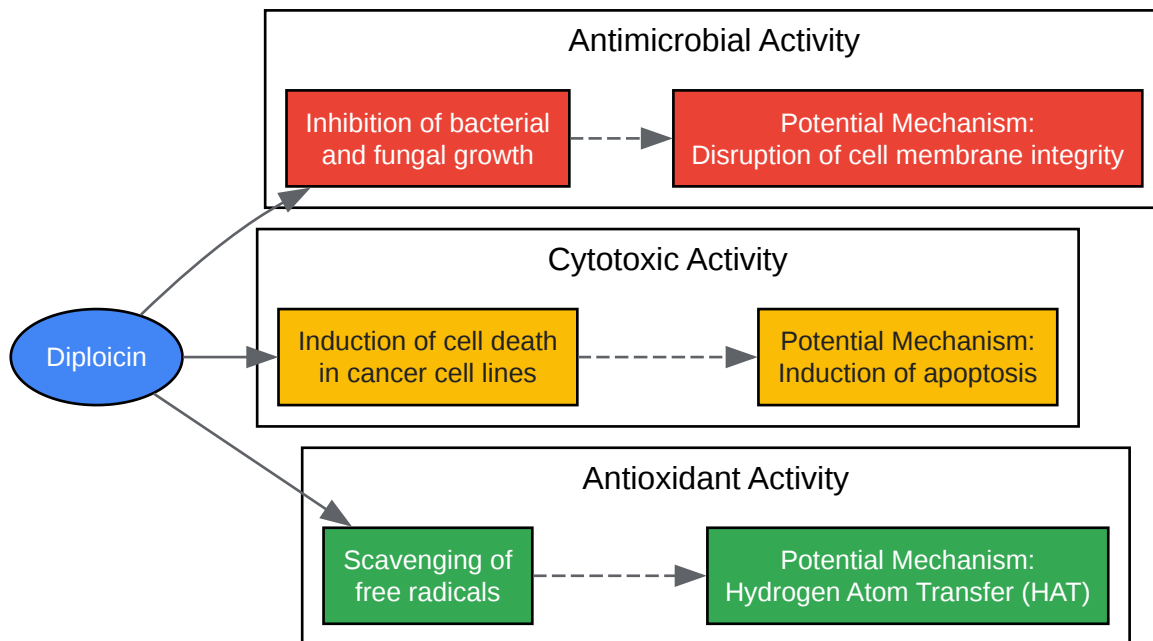 Antimicrobial Activity
Inhibition of bacterial
and fungal growth
Potential Mechanism:
Disruption of cell membrane integrity
Cytotoxic Activity
Diploicin
Induction of cell death
in cancer cell lines
Potential Mechanism:
Induction of apoptosis
Antioxidant Activity
Scavenging of
free radicals
Potential Mechanism:
Hydrogen Atom Transfer (HAT)